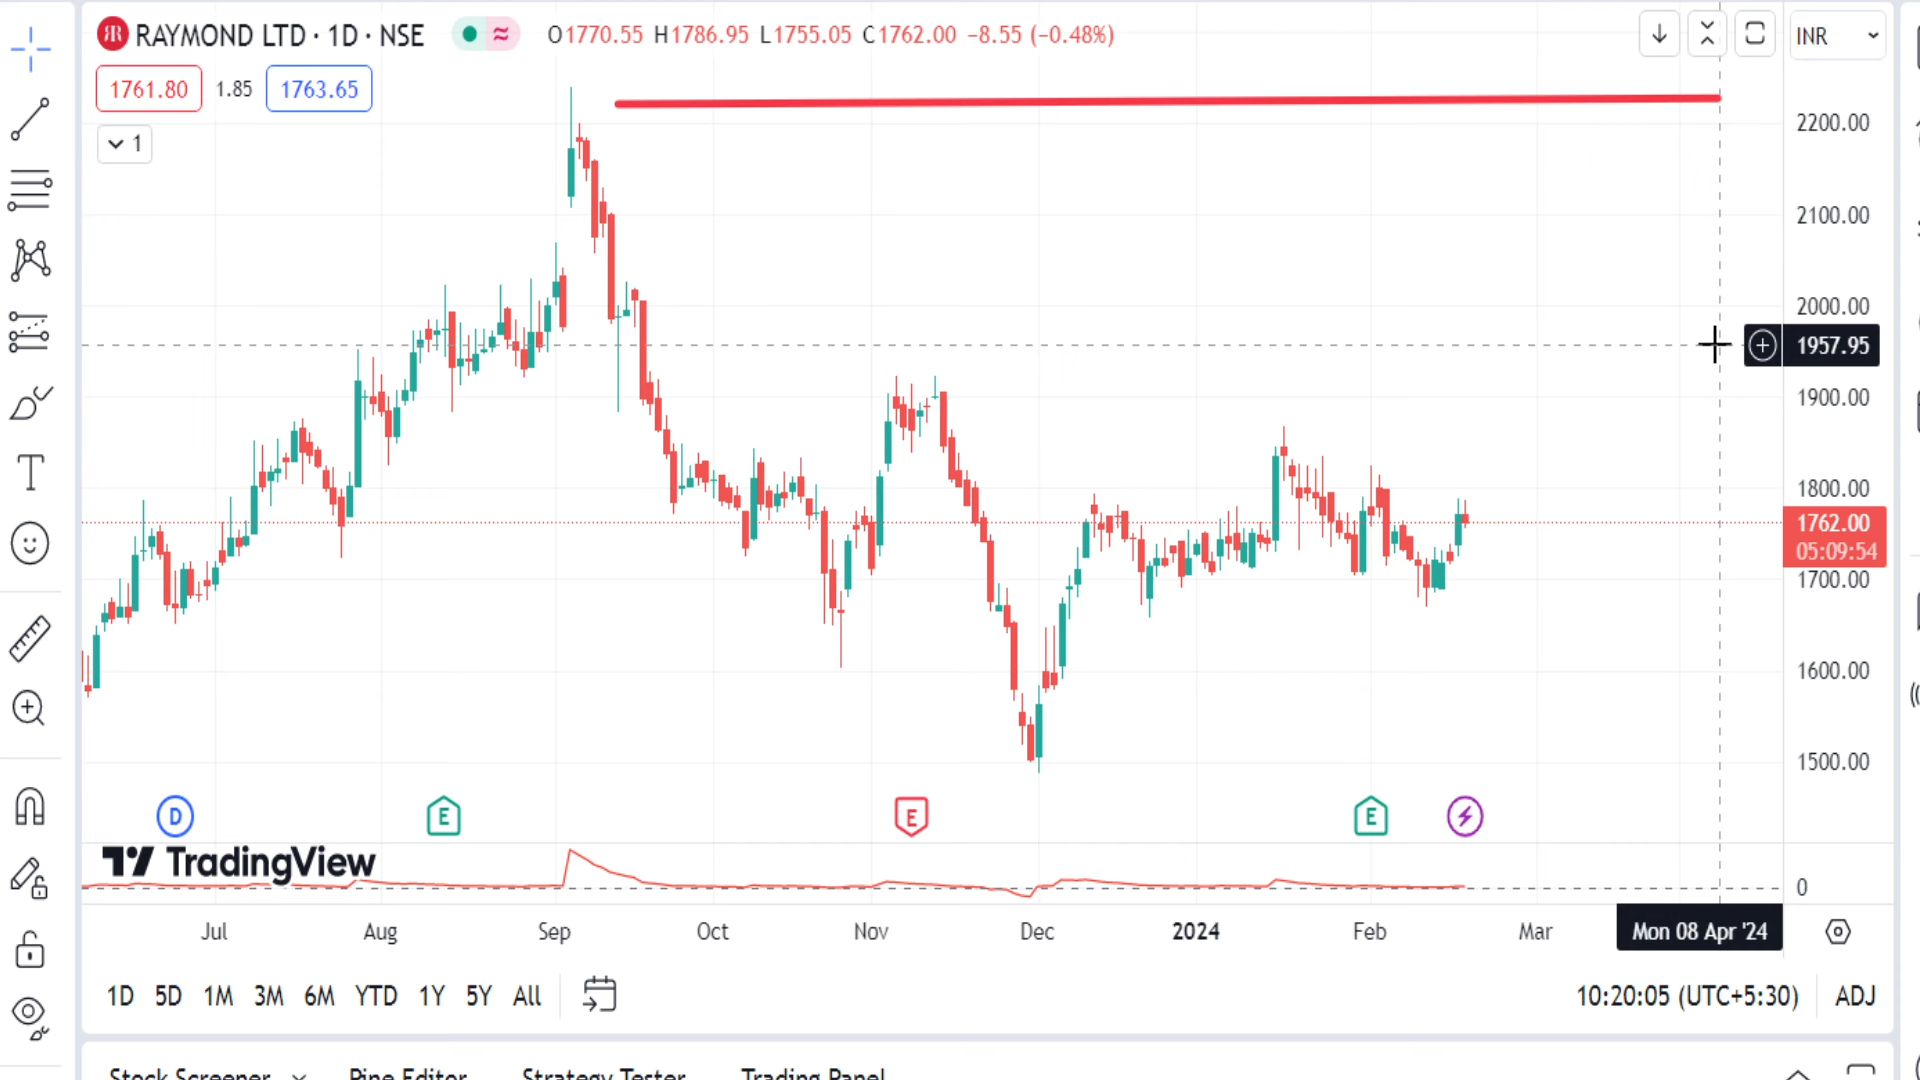 RAYMOND LTD · 1D · NSE
O1770.55 H1786.95 L1755.05 C1762.00 −8.55 (−0.48%)
INR
1761.80 1.85 1763.65
1
2200.00
2100.00
2000.00
1957.95
1900.00
1800.00
1762.00
05:09:54
1700.00
1600.00
1500.00
D E E E
TradingView
0
Jul Aug Sep Oct Nov Dec 2024 Feb Mar Mon 08 Apr '24
1D 5D 1M 3M 6M YTD 1Y 5Y All
10:20:05 (UTC+5:30) ADJ
Stock Screener Pine Editor Strategy Tester Trading Panel